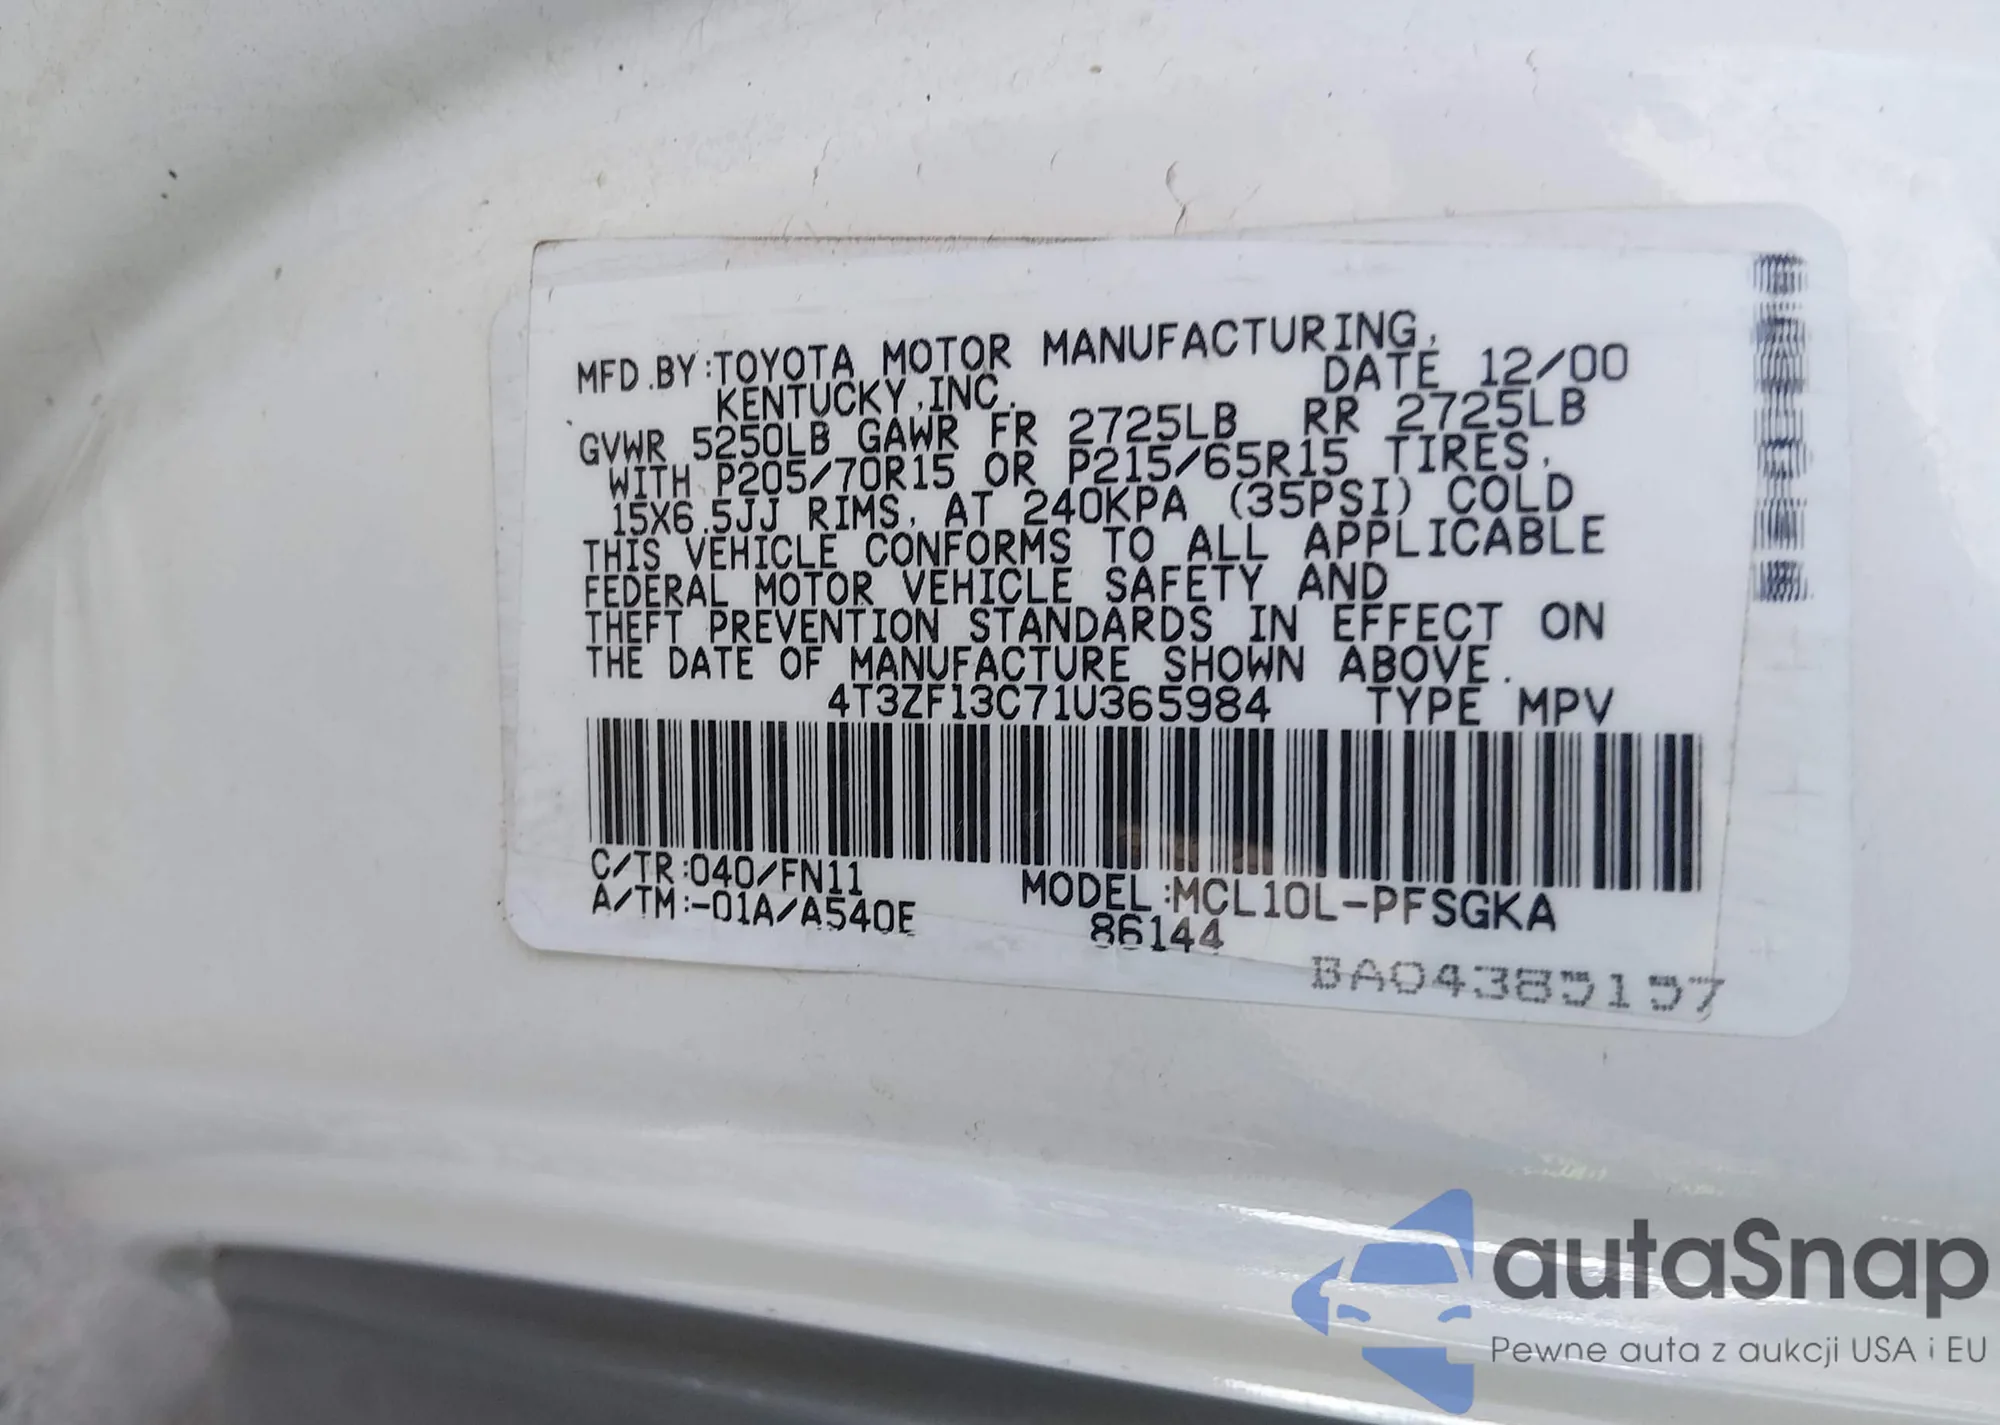 MFD.BY:TOYOTA MOTOR MANUFACTURING,
KENTUCKY,INC. DATE 12/00
GVWR 5250LB GAWR FR 2725LB RR 2725LB
WITH P205/70R15 OR P215/65R15 TIRES,
15X6.5JJ RIMS, AT 240KPA (35PSI) COLD
THIS VEHICLE CONFORMS TO ALL APPLICABLE
FEDERAL MOTOR VEHICLE SAFETY AND
THEFT PREVENTION STANDARDS IN EFFECT ON
THE DATE OF MANUFACTURE SHOWN ABOVE.
4T3ZF13C71U365984 TYPE MPV
C/TR:040/FN11
A/TM:-01A/A540E
MODEL:MCL10L-PFSGKA
86144
BA04385157
autaSnap
Pewne auta z aukcji USA i EU